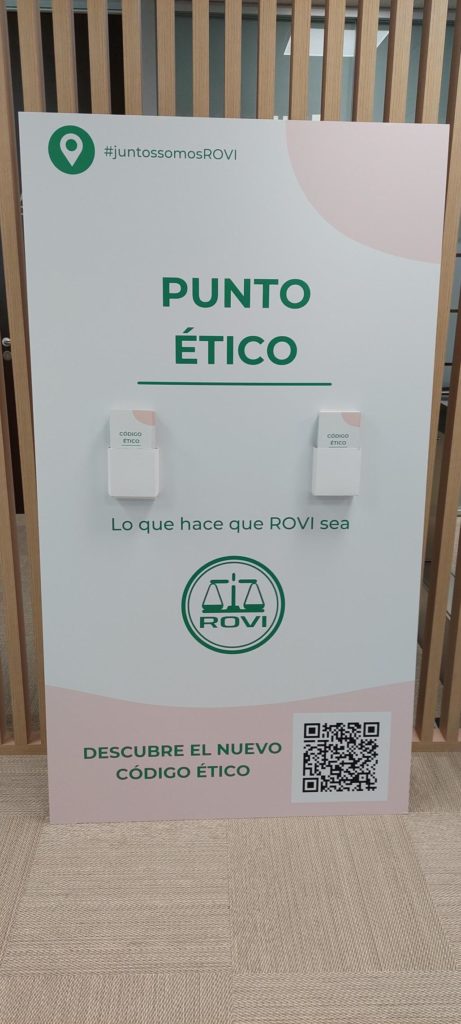 #juntossomosROVI
PUNTO
ÉTICO
CÓDIGO
ÉTICO
CÓDIGO
ÉTICO
Lo que hace que ROVI sea
ROVI
DESCUBRE EL NUEVO
CÓDIGO ÉTICO